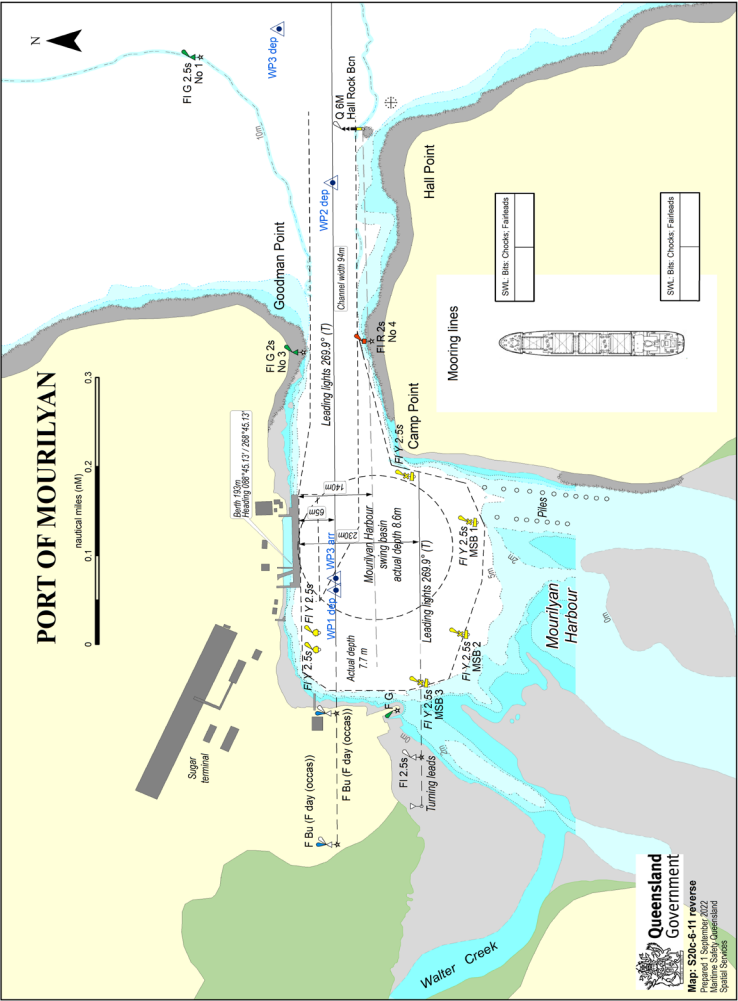 PORT OF MOURILYAN
nautical miles (nM)
0
0.1
0.2
0.3
N
Fl G 2.5s
No 1
WP3 dep
10m
Q 6M
Hall Rock Bcn
WP2 dep
Goodman Point
Hall Point
Channel width 94m
Leading lights 269.9° (T)
Fl G 2s
No 3
Fl R 2s
No 4
Camp Point
Berth 193m
Heading 088°45.13' / 268°45.13'
140m
65m
230m
Fl Y 2.5s
Mourilyan Harbour
swing basin
actual depth 8.6m
Leading lights 269.9° (T)
WP1 dep
WP3 arr
Fl Y 2.5s
Fl Y 2.5s
Actual depth
7.7 m
Fl Y 2.5s
MSB 1
Fl Y 2.5s
MSB 2
Fl Y 2.5s
MSB 3
Piles
5m
2m
0m
Mourilyan
Harbour
F G
Fl 2.5s
Turning leads
0m
2m
F Bu (F day (occas))
F Bu (F day (occas))
Sugar
terminal
Walter Creek
Mooring lines
SWL: Bits: Chocks; Fairleads
SWL: Bits: Chocks; Fairleads
Queensland
Government
Map: S20c-6-11 reverse
Prepared 1 September 2022
Maritime Safety Queensland
Spatial Services